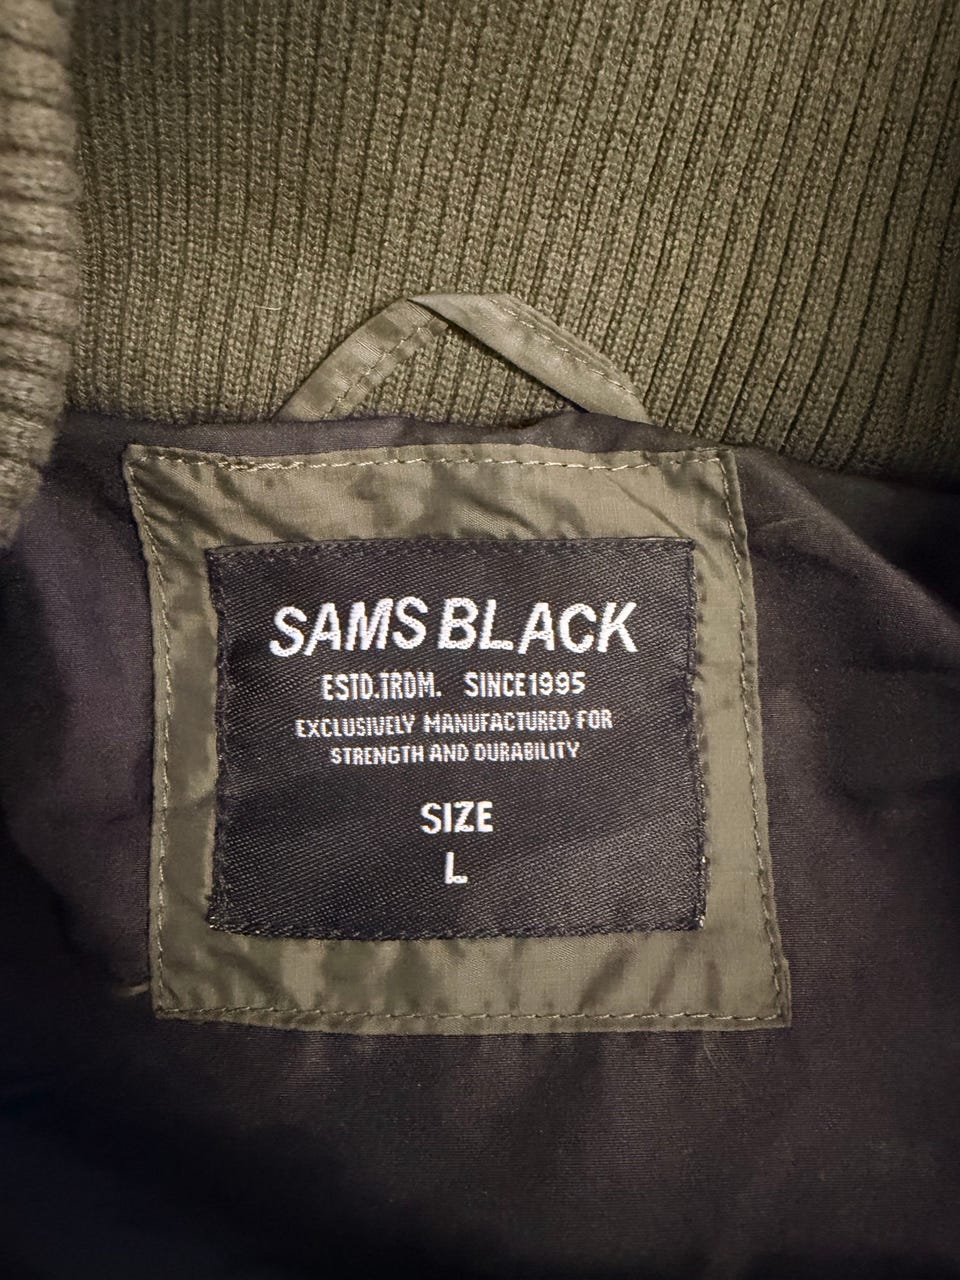 SAMS BLACK
ESTD.TRDM. SINCE1995
EXCLUSIVELY MANUFACTURED FOR
STRENGTH AND DURABILITY
SIZE
L